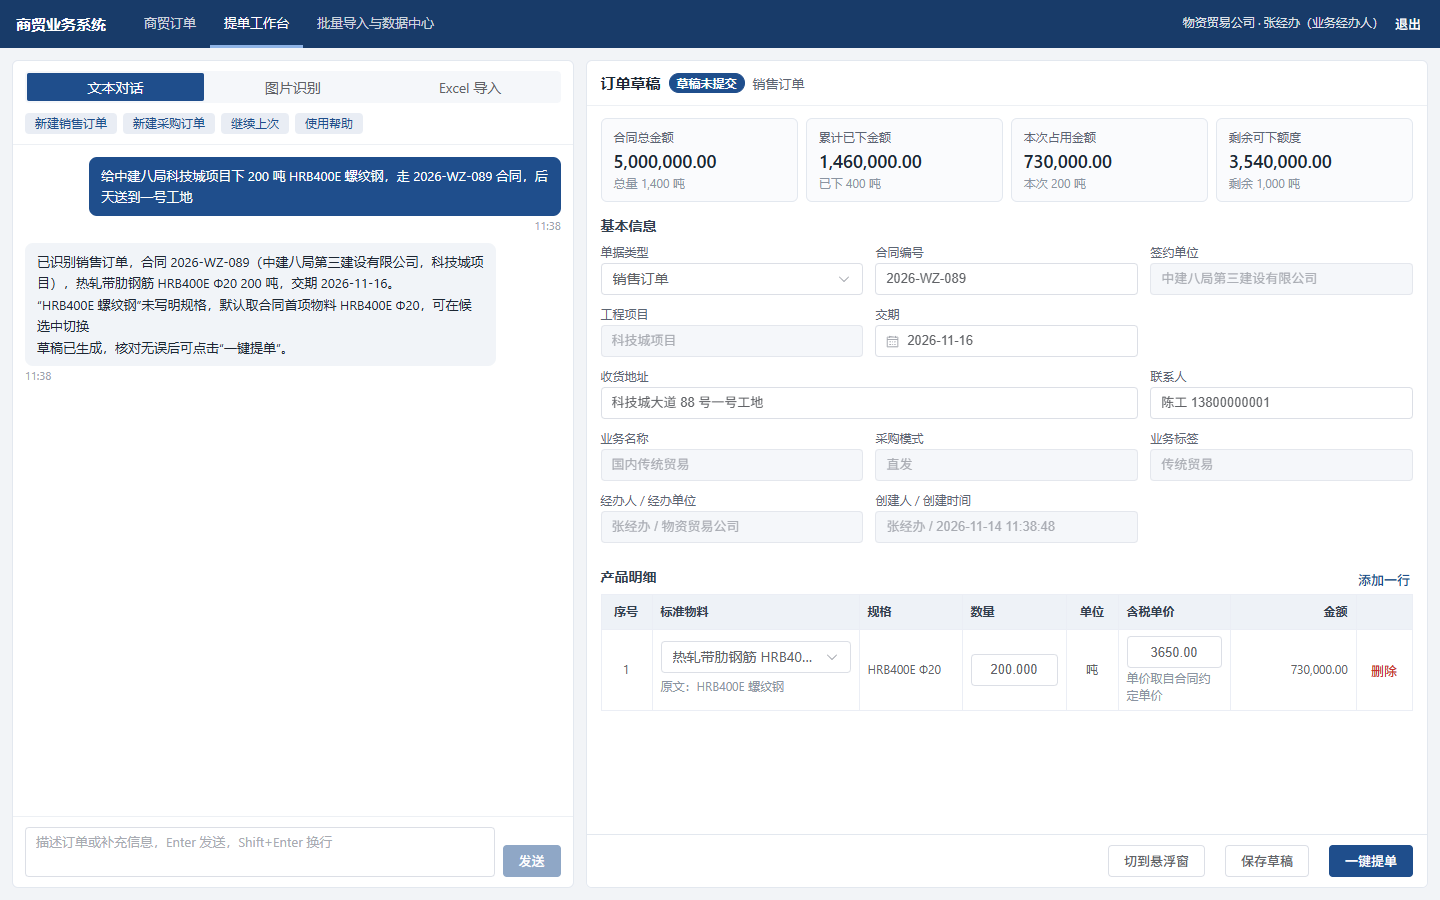 商贸业务系统
商贸订单
提单工作台
批量导入与数据中心
物资贸易公司 · 张经办（业务经办人）
退出
文本对话
图片识别
Excel 导入
新建销售订单
新建采购订单
继续上次
使用帮助
给中建八局科技城项目下 200 吨 HRB400E 螺纹钢，走 2026-WZ-089 合同，后
天送到一号工地
11:38
已识别销售订单，合同 2026-WZ-089（中建八局第三建设有限公司，科技城项
目），热轧带肋钢筋 HRB400E Φ20 200 吨，交期 2026-11-16。
“HRB400E 螺纹钢”未写明规格，默认取合同首项物料 HRB400E Φ20，可在候
选中切换
草稿已生成，核对无误后可点击“一键提单”。
11:38
描述订单或补充信息，Enter 发送，Shift+Enter 换行
发送
订单草稿
草稿未提交
销售订单
合同总金额
5,000,000.00
总量 1,400 吨
累计已下金额
1,460,000.00
已下 400 吨
本次占用金额
730,000.00
本次 200 吨
剩余可下额度
3,540,000.00
剩余 1,000 吨
基本信息
单据类型
销售订单
合同编号
2026-WZ-089
签约单位
中建八局第三建设有限公司
工程项目
科技城项目
交期
2026-11-16
收货地址
科技城大道 88 号一号工地
联系人
陈工 13800000001
业务名称
国内传统贸易
采购模式
直发
业务标签
传统贸易
经办人 / 经办单位
张经办 / 物资贸易公司
创建人 / 创建时间
张经办 / 2026-11-14 11:38:48
产品明细
添加一行
序号
标准物料
规格
数量
单位
含税单价
金额
1
热轧带肋钢筋 HRB40...
原文：HRB400E 螺纹钢
HRB400E Φ20
200.000
吨
3650.00
单价取自合同约
定单价
730,000.00
删除
切到悬浮窗
保存草稿
一键提单